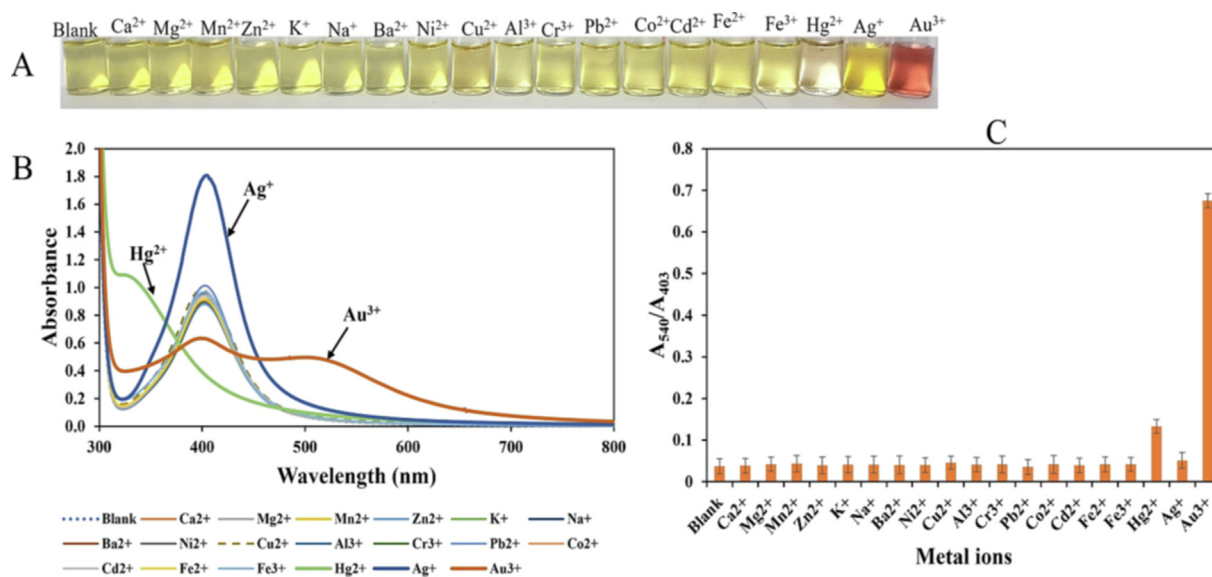 Blank Ca²⁺ Mg²⁺ Mn²⁺ Zn²⁺ K⁺ Na⁺ Ba²⁺ Ni²⁺ Cu²⁺ Al³⁺ Cr³⁺ Pb²⁺ Co²⁺ Cd²⁺ Fe²⁺ Fe³⁺ Hg²⁺ Ag⁺ Au³⁺
A
B
2.0
1.8
1.6
1.4
1.2
1.0
0.8
0.6
0.4
0.2
0.0
Absorbance
Ag⁺
Hg²⁺
Au³⁺
300 400 500 600 700 800
Wavelength (nm)
Blank Ca2+ Mg2+ Mn2+ Zn2+ K+ Na+
Ba2+ Ni2+ Cu2+ Al3+ Cr3+ Pb2+ Co2+
Cd2+ Fe2+ Fe3+ Hg2+ Ag+ Au3+
C
0.8
0.7
0.6
0.5
0.4
0.3
0.2
0.1
0
A₅₄₀/A₄₀₃
Blank Ca2+ Mg2+ Mn2+ Zn2+ K+ Na+ Ba2+ Ni2+ Cu2+ Al3+ Cr3+ Pb2+ Co2+ Cd2+ Fe2+ Fe3+ Hg2+ Ag+ Au3+
Metal ions